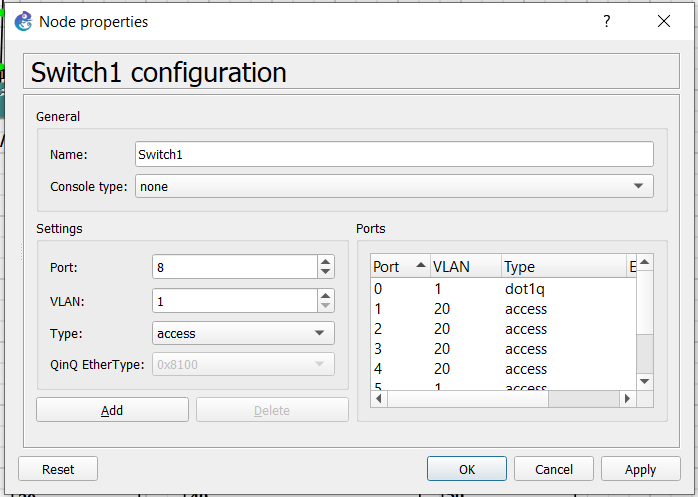 Node properties
?
Switch1 configuration
General
Name: Switch1
Console type: none
Settings
Port: 8
VLAN: 1
Type: access
QinQ EtherType: 0x8100
Add Delete
Ports
Port VLAN Type E
0 1 dot1q
1 20 access
2 20 access
3 20 access
4 20 access
5 1 access
Reset OK Cancel Apply